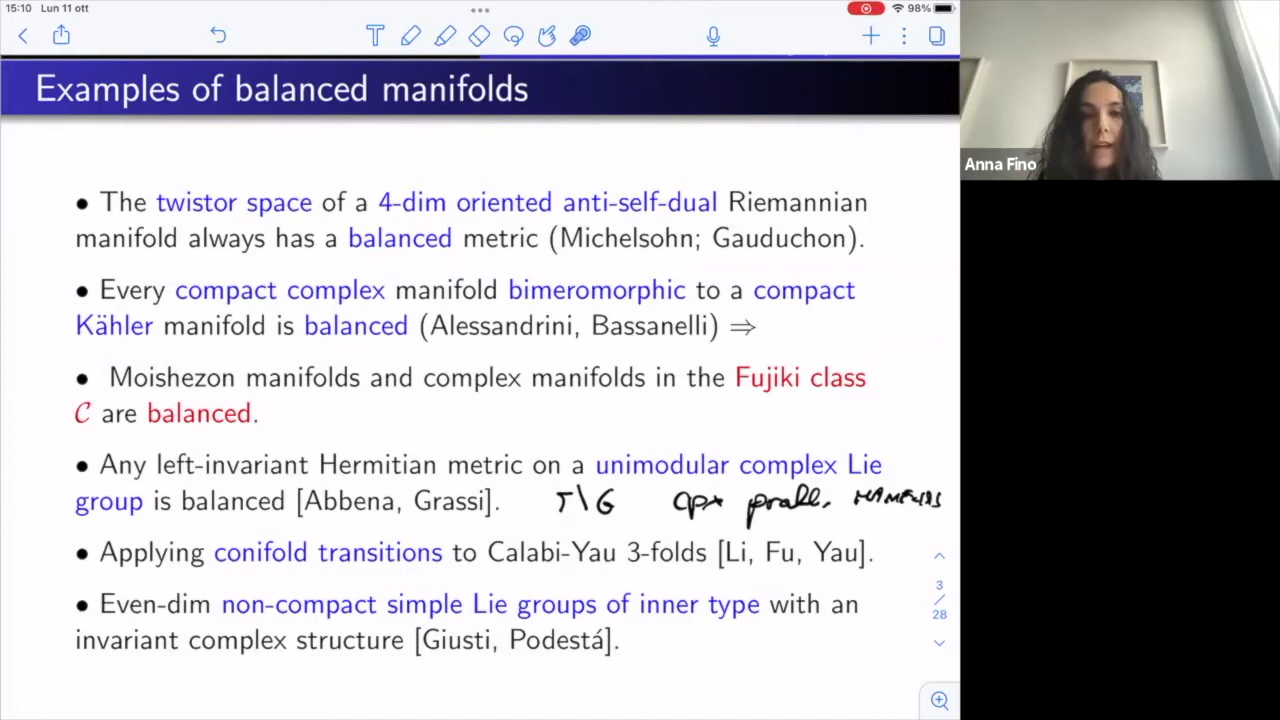 15:10 Lun 11 ott
98%
Examples of balanced manifolds
Anna Fino
• The twistor space of a 4-dim oriented anti-self-dual Riemannian
manifold always has a balanced metric (Michelsohn; Gauduchon).
• Every compact complex manifold bimeromorphic to a compact
Kähler manifold is balanced (Alessandrini, Bassanelli) ⇒
• Moishezon manifolds and complex manifolds in the Fujiki class
𝒞 are balanced.
• Any left-invariant Hermitian metric on a unimodular complex Lie
group is balanced [Abbena, Grassi]. Γ\G cpx parall. MANIFOLDS
• Applying conifold transitions to Calabi-Yau 3-folds [Li, Fu, Yau].
• Even-dim non-compact simple Lie groups of inner type with an
invariant complex structure [Giusti, Podestá].
3
/
28